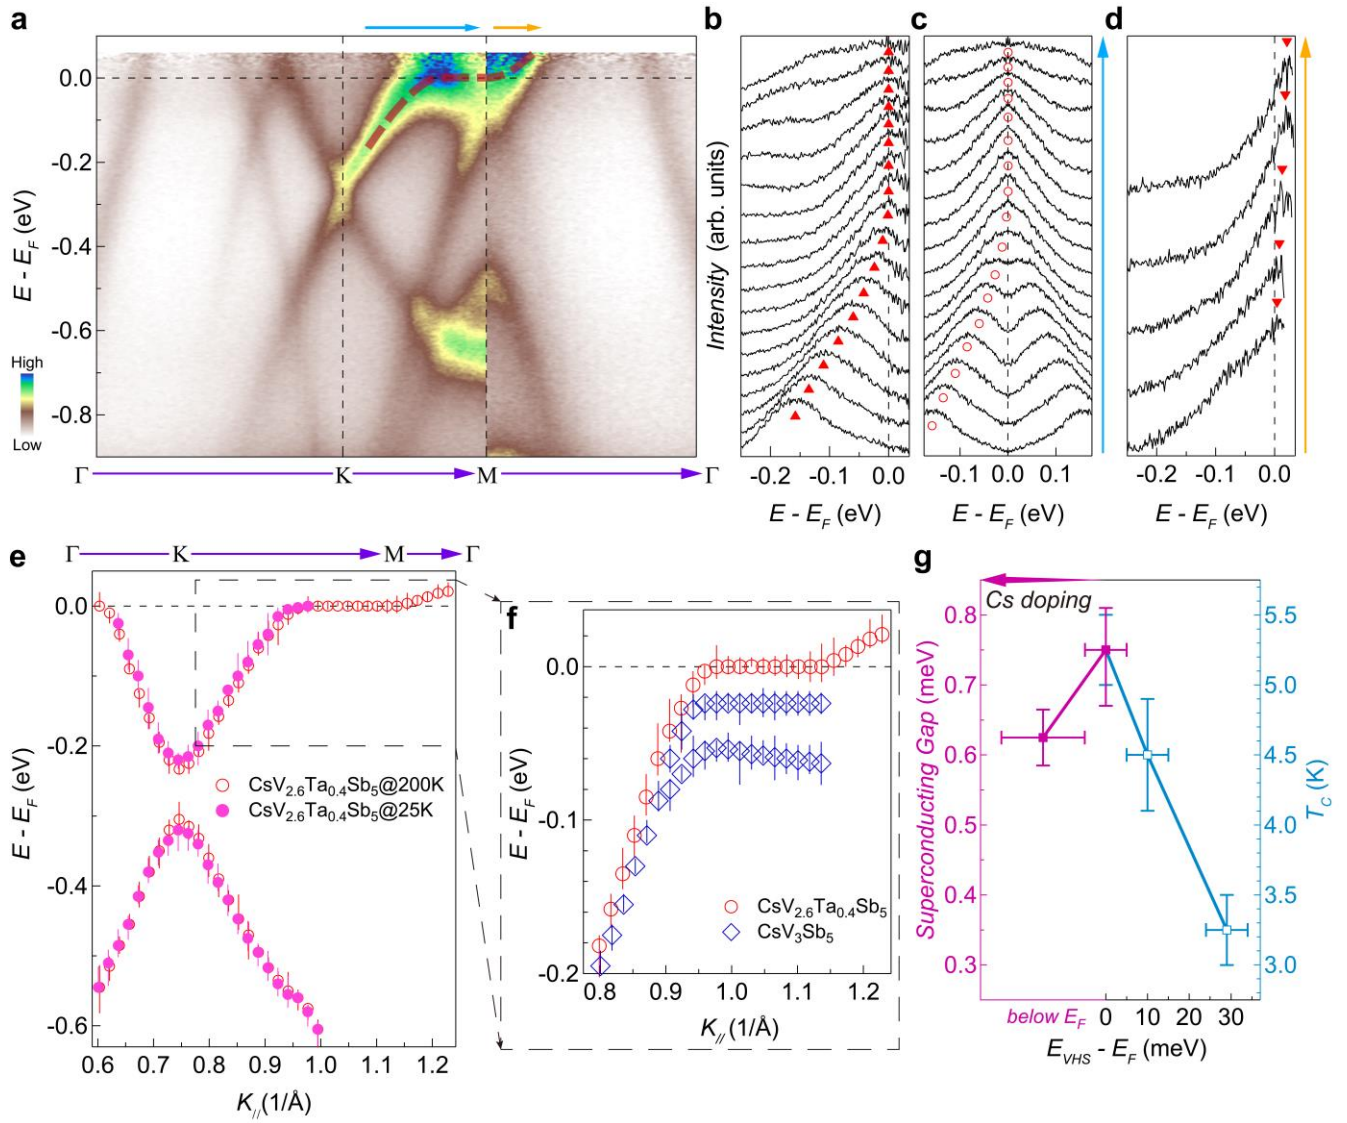 a
0.0
-0.2
-0.4
-0.6
-0.8
E - E_F (eV)
High
Low
Γ K M Γ
b
c
d
Intensity (arb. units)
-0.2 -0.1 0.0
E - E_F (eV)
-0.1 0.0 0.1
E - E_F (eV)
-0.2 -0.1 0.0
E - E_F (eV)
e
Γ K M Γ
0.0
-0.2
-0.4
-0.6
E - E_F (eV)
CsV2.6Ta0.4Sb5@200K
CsV2.6Ta0.4Sb5@25K
0.6 0.7 0.8 0.9 1.0 1.1 1.2
K//(1/Å)
f
0.0
-0.1
-0.2
E - E_F (eV)
CsV2.6Ta0.4Sb5
CsV3Sb5
0.8 0.9 1.0 1.1 1.2
K//(1/Å)
g
Cs doping
0.8
0.7
0.6
0.5
0.4
0.3
Superconducting Gap (meV)
5.5
5.0
4.5
4.0
3.5
3.0
T_C (K)
below E_F 0 10 20 30
E_VHS - E_F (meV)